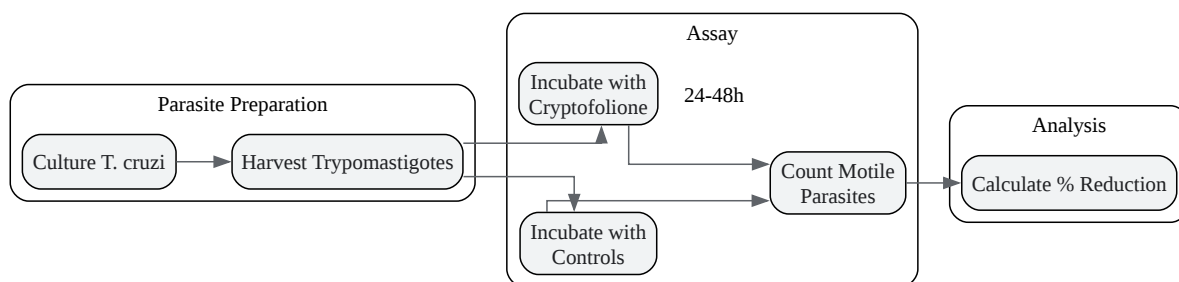 Parasite Preparation
Culture T. cruzi
Harvest Trypomastigotes
Assay
Incubate with
Cryptofolione
24-48h
Incubate with
Controls
Count Motile
Parasites
Analysis
Calculate % Reduction